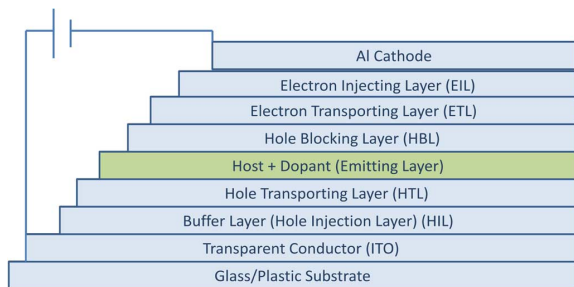 Al Cathode
Electron Injecting Layer (EIL)
Electron Transporting Layer (ETL)
Hole Blocking Layer (HBL)
Host + Dopant (Emitting Layer)
Hole Transporting Layer (HTL)
Buffer Layer (Hole Injection Layer) (HIL)
Transparent Conductor (ITO)
Glass/Plastic Substrate